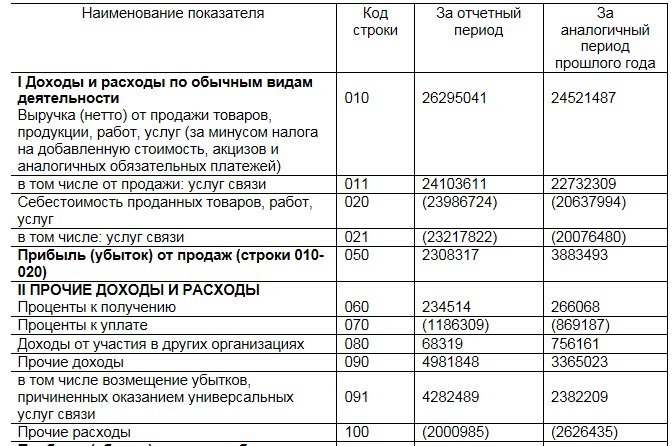 Наименование показателя Код строки За отчетный период За аналогичный период прошлого года
I Доходы и расходы по обычным видам
деятельности
Выручка (нетто) от продажи товаров,
продукции, работ, услуг (за минусом налога
на добавленную стоимость, акцизов и
аналогичных обязательных платежей) 010 26295041 24521487
в том числе от продажи: услуг связи 011 24103611 22732309
Себестоимость проданных товаров, работ,
услуг 020 (23986724) (20637994)
в том числе: услуг связи 021 (23217822) (20076480)
Прибыль (убыток) от продаж (строки 010-
020) 050 2308317 3883493
II ПРОЧИЕ ДОХОДЫ И РАСХОДЫ
Проценты к получению 060 234514 266068
Проценты к уплате 070 (1186309) (869187)
Доходы от участия в других организациях 080 68319 756161
Прочие доходы 090 4981848 3365023
в том числе возмещение убытков,
причиненных оказанием универсальных
услуг связи 091 4282489 2382209
Прочие расходы 100 (2000985) (2626435)